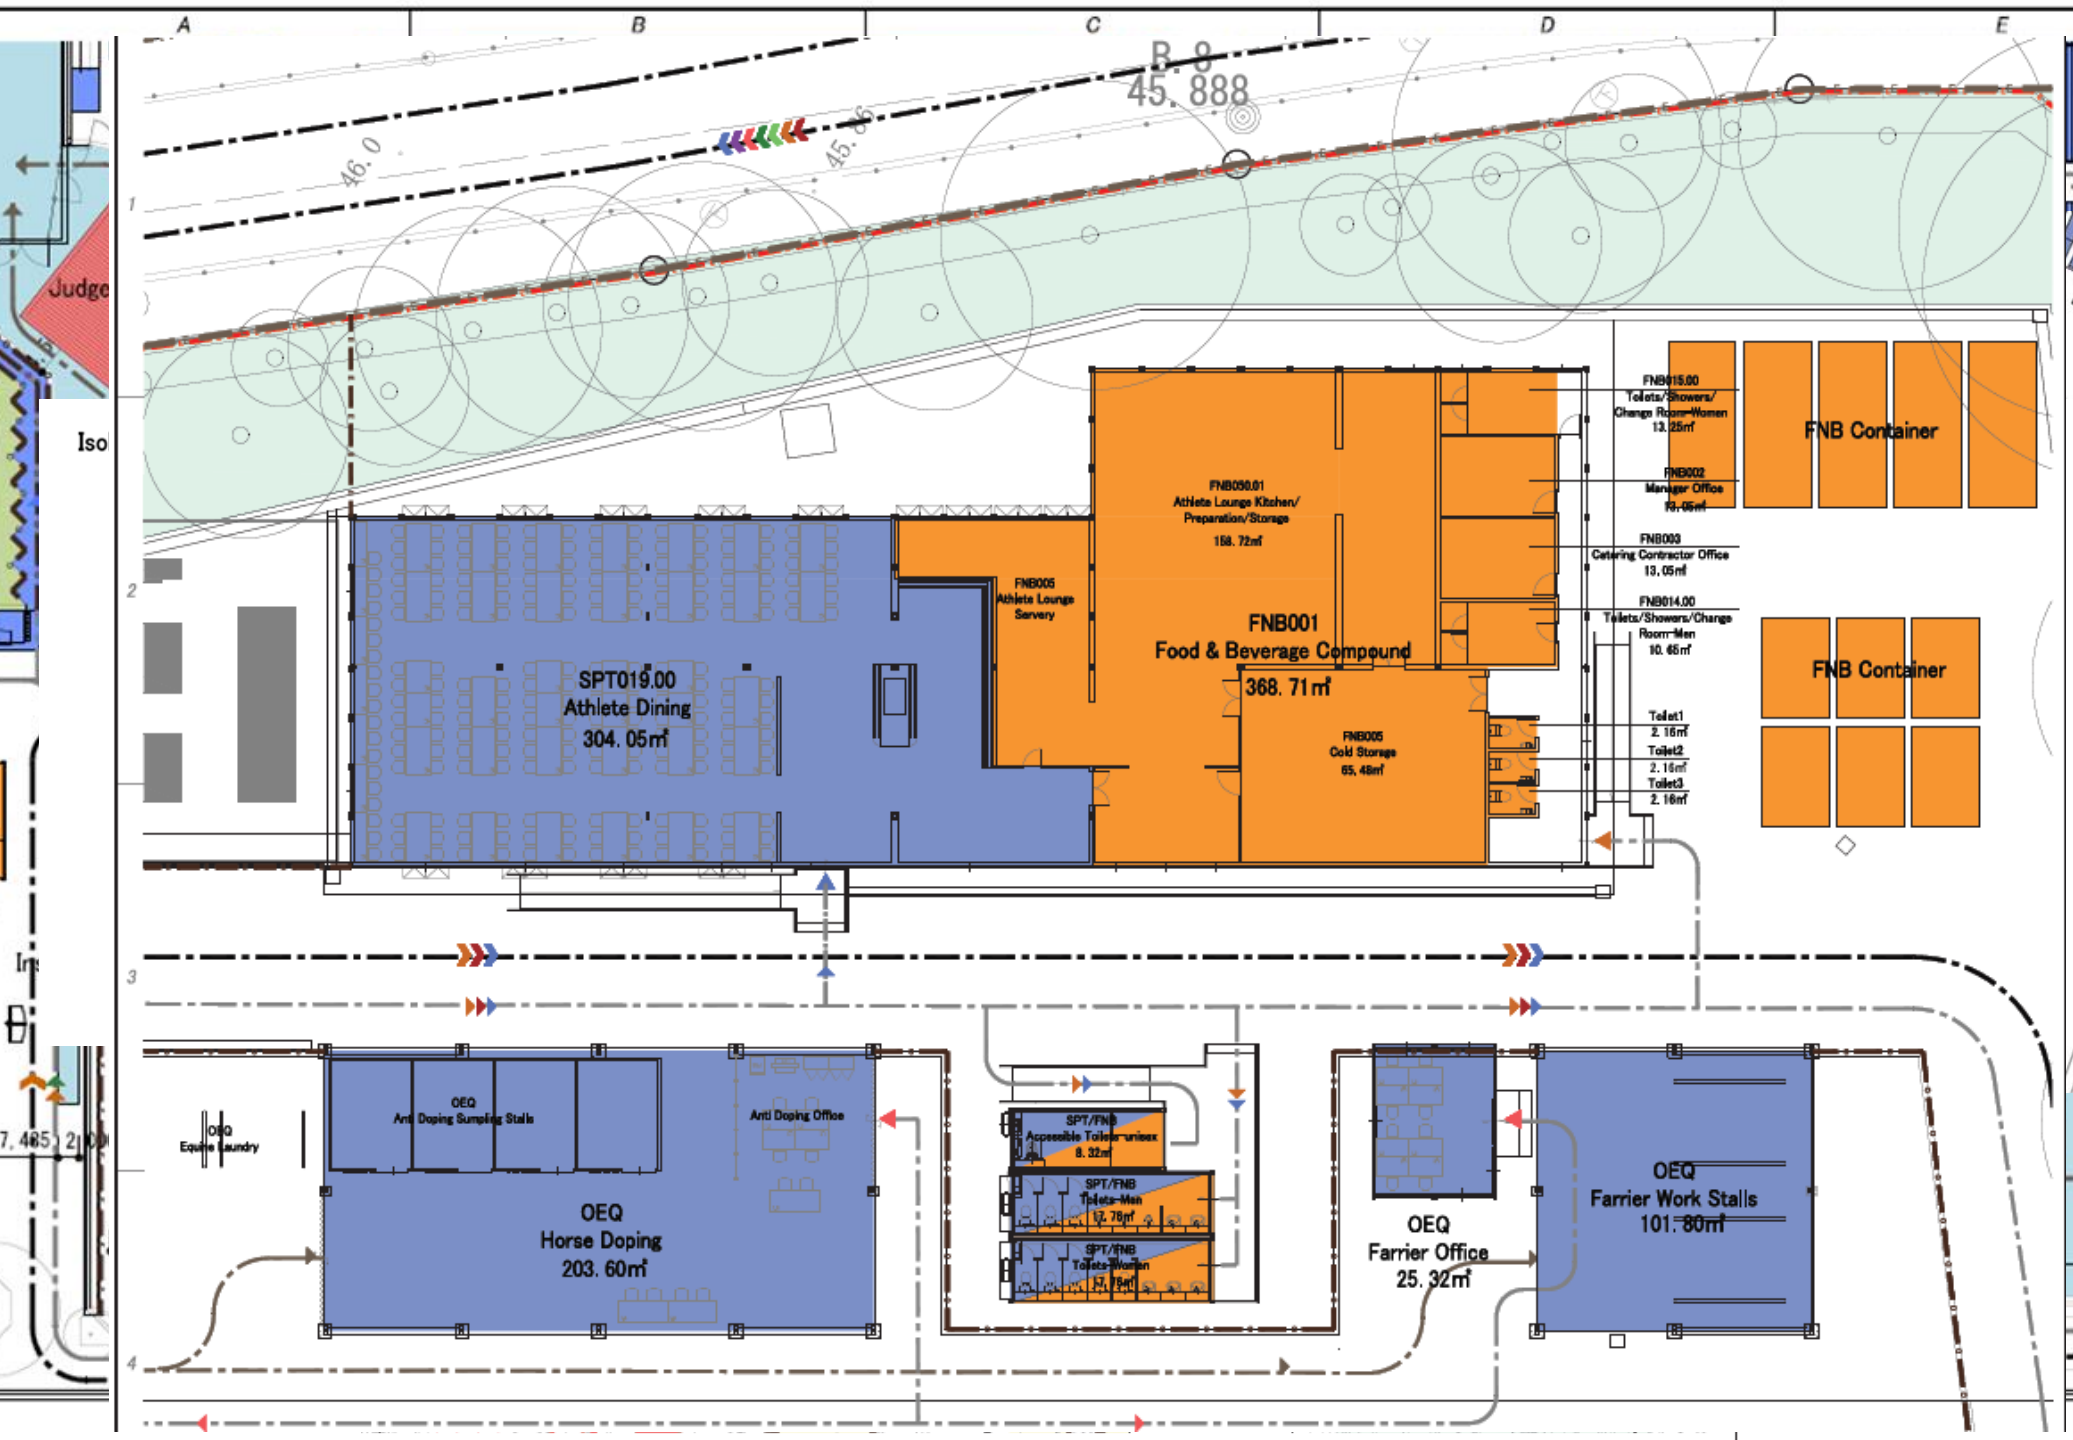 A
B
C
D
E
B. 8
45.888
46.0
1
Judge
Iso
FNB015.00
Toilets/Showers/
Change Room-Women
13.25㎡
FNB Container
FNB002
Manager Office
13.05㎡
FNB050.01
Athlete Lounge Kitchen/
Preparation/Storage
158.72㎡
FNB003
Catering Contractor Office
13.05㎡
2
FNB005
Athlete Lounge
Servery
FNB014.00
Toilets/Showers/Change
Room-Men
10.65㎡
FNB001
Food & Beverage Compound
368.71㎡
FNB Container
SPT019.00
Athlete Dining
304.05㎡
FNB005
Cold Storage
65.48㎡
Toilet1
2.16㎡
Toilet2
2.16㎡
Toilet3
2.16㎡
3
OEQ
Anti Doping Sumpling Stalls
Anti Doping Office
OEQ
Equine Laundry
SPT/FNB
Accessible Toilets-unisex
8.32㎡
SPT/FNB
Toilets-Men
17.76㎡
SPT/FNB
Toilets-Women
17.76㎡
OEQ
Horse Doping
203.60㎡
OEQ
Farrier Office
25.32㎡
OEQ
Farrier Work Stalls
101.80㎡
4